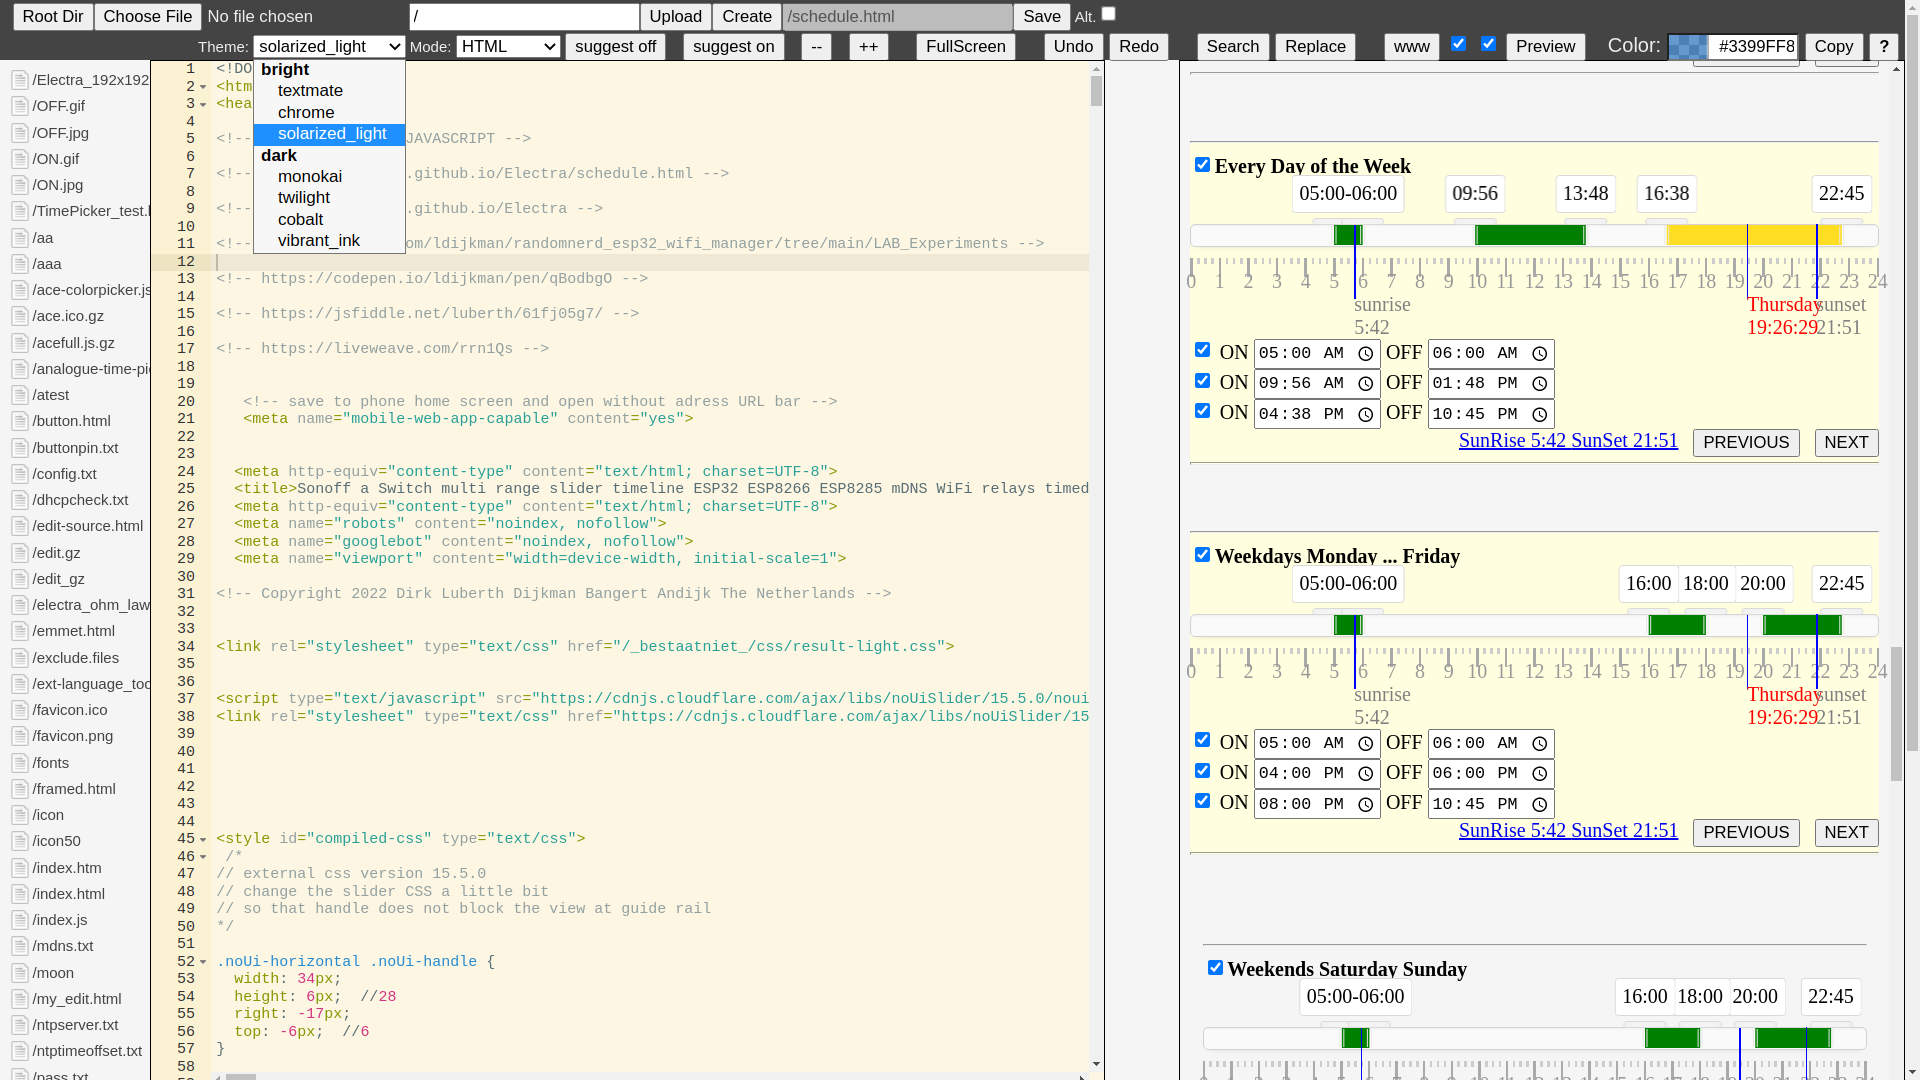 Root Dir Choose File No file chosen / Upload Create /schedule.html Save Alt.
Theme: solarized_light Mode: HTML suggest off suggest on -- ++ FullScreen Undo Redo Search Replace www Preview Color: #3399FF8 Copy ?
bright
textmate
chrome
solarized_light
dark
monokai
twilight
cobalt
vibrant_ink
/Electra_192x192
/OFF.gif
/OFF.jpg
/ON.gif
/ON.jpg
/TimePicker_test.
/aa
/aaa
/ace-colorpicker.js
/ace.ico.gz
/acefull.js.gz
/analogue-time-pi
/atest
/button.html
/buttonpin.txt
/config.txt
/dhcpcheck.txt
/edit-source.html
/edit.gz
/edit_gz
/electra_ohm_law
/emmet.html
/exclude.files
/ext-language_too
/favicon.ico
/favicon.png
/fonts
/framed.html
/icon
/icon50
/index.htm
/index.html
/index.js
/mdns.txt
/moon
/my_edit.html
/ntpserver.txt
/ntptimeoffset.txt
/pass.txt
1 <!DO
2 <htm
3 <hea
4
5 <!-- JAVASCRIPT -->
6
7 <!-- .github.io/Electra/schedule.html -->
8
9 <!-- .github.io/Electra -->
10
11 <!-- om/ldijkman/randomnerd_esp32_wifi_manager/tree/main/LAB_Experiments -->
12
13 <!-- https://codepen.io/ldijkman/pen/qBodbgO -->
14
15 <!-- https://jsfiddle.net/luberth/61fj05g7/ -->
16
17 <!-- https://liveweave.com/rrn1Qs -->
18
19
20 <!-- save to phone home screen and open without adress URL bar -->
21 <meta name="mobile-web-app-capable" content="yes">
22
23
24 <meta http-equiv="content-type" content="text/html; charset=UTF-8">
25 <title>Sonoff a Switch multi range slider timeline ESP32 ESP8266 ESP8285 mDNS WiFi relays timed
26 <meta http-equiv="content-type" content="text/html; charset=UTF-8">
27 <meta name="robots" content="noindex, nofollow">
28 <meta name="googlebot" content="noindex, nofollow">
29 <meta name="viewport" content="width=device-width, initial-scale=1">
30
31 <!-- Copyright 2022 Dirk Luberth Dijkman Bangert Andijk The Netherlands -->
32
33
34 <link rel="stylesheet" type="text/css" href="/_bestaatniet_/css/result-light.css">
35
36
37 <script type="text/javascript" src="https://cdnjs.cloudflare.com/ajax/libs/noUiSlider/15.5.0/noui
38 <link rel="stylesheet" type="text/css" href="https://cdnjs.cloudflare.com/ajax/libs/noUiSlider/15
39
40
41
42
43
44
45 <style id="compiled-css" type="text/css">
46 /*
47 // external css version 15.5.0
48 // change the slider CSS a little bit
49 // so that handle does not block the view at guide rail
50 */
51
52 .noUi-horizontal .noUi-handle {
53 width: 34px;
54 height: 6px; //28
55 right: -17px;
56 top: -6px; //6
57 }
58
Every Day of the Week
05:00-06:00 09:56 13:48 16:38 22:45
0 1 2 3 4 5 6 7 8 9 10 11 12 13 14 15 16 17 18 19 20 21 22 23 24
sunrise Thursday sunset
5:42 19:26:29 21:51
ON 05:00 AM OFF 06:00 AM
ON 09:56 AM OFF 01:48 PM
ON 04:38 PM OFF 10:45 PM
SunRise 5:42 SunSet 21:51 PREVIOUS NEXT
Weekdays Monday ... Friday
05:00-06:00 16:00 18:00 20:00 22:45
0 1 2 3 4 5 6 7 8 9 10 11 12 13 14 15 16 17 18 19 20 21 22 23 24
sunrise Thursday sunset
5:42 19:26:29 21:51
ON 05:00 AM OFF 06:00 AM
ON 04:00 PM OFF 06:00 PM
ON 08:00 PM OFF 10:45 PM
SunRise 5:42 SunSet 21:51 PREVIOUS NEXT
Weekends Saturday Sunday
05:00-06:00 16:00 18:00 20:00 22:45